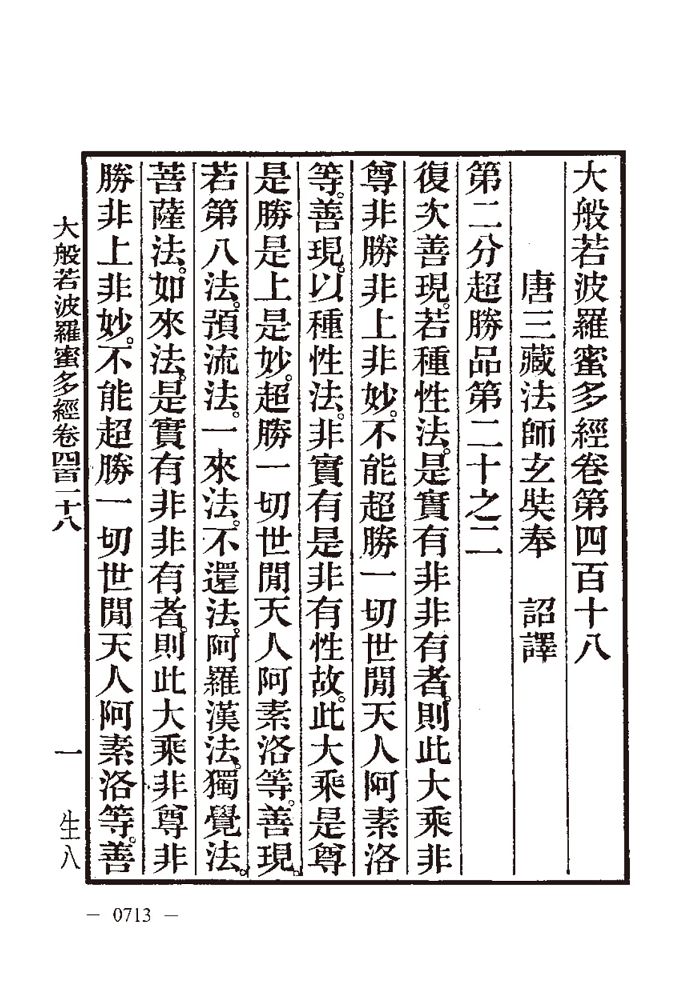 大般若波羅蜜多經卷第四百十八
唐三藏法師玄奘奉　詔譯
第二分超勝品第二十之二
復次善現。若種性法。是實有非非有者。則此大乘非
尊非勝非上非妙。不能超勝一切世閒天人阿素洛
等。善現。以種性法。非實有是非有性故。此大乘是尊
是勝是上是妙。超勝一切世閒天人阿素洛等。善現。
若第八法。預流法。一來法。不還法。阿羅漢法。獨覺法。
菩薩法。如來法。是實有非非有者。則此大乘非尊非
勝非上非妙。不能超勝一切世閒天人阿素洛等。善
大般若波羅蜜多經卷四百一十八
一
生八
— 0713 —